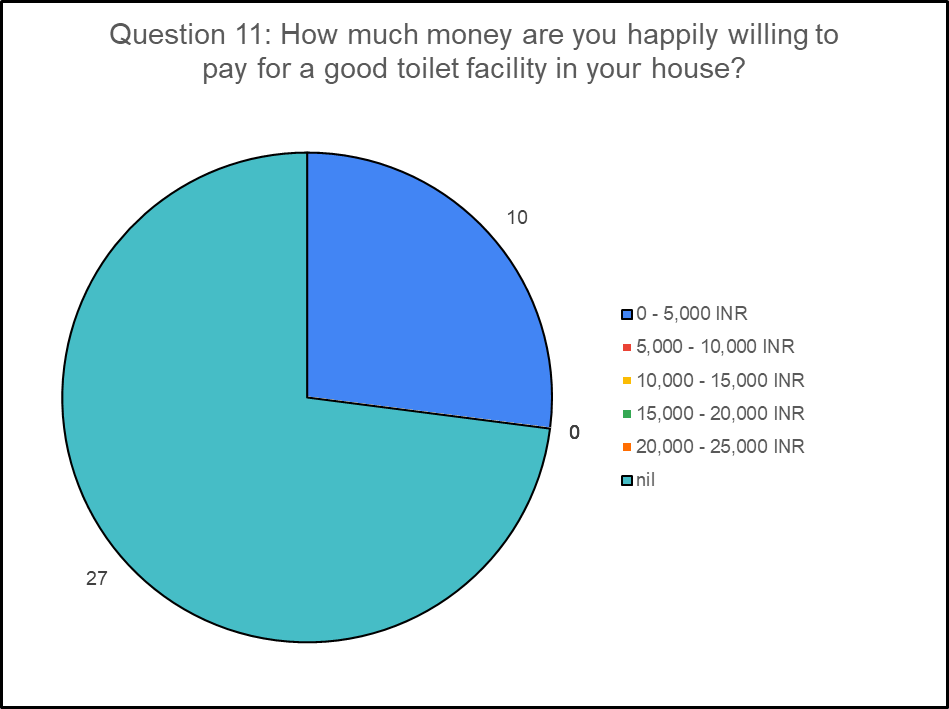 Question 11: How much money are you happily willing to
pay for a good toilet facility in your house?
10
0
27
0 - 5,000 INR
5,000 - 10,000 INR
10,000 - 15,000 INR
15,000 - 20,000 INR
20,000 - 25,000 INR
nil